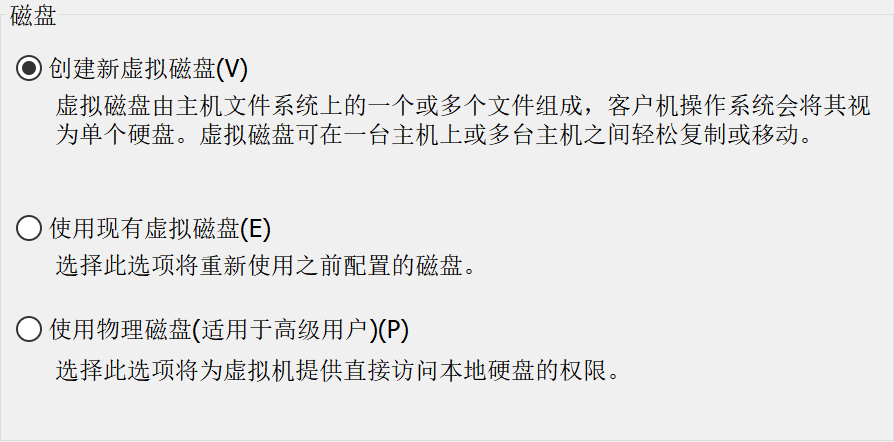 磁盘
创建新虚拟磁盘(V)
虚拟磁盘由主机文件系统上的一个或多个文件组成，客户机操作系统会将其视
为单个硬盘。虚拟磁盘可在一台主机上或多台主机之间轻松复制或移动。
使用现有虚拟磁盘(E)
选择此选项将重新使用之前配置的磁盘。
使用物理磁盘(适用于高级用户)(P)
选择此选项将为虚拟机提供直接访问本地硬盘的权限。